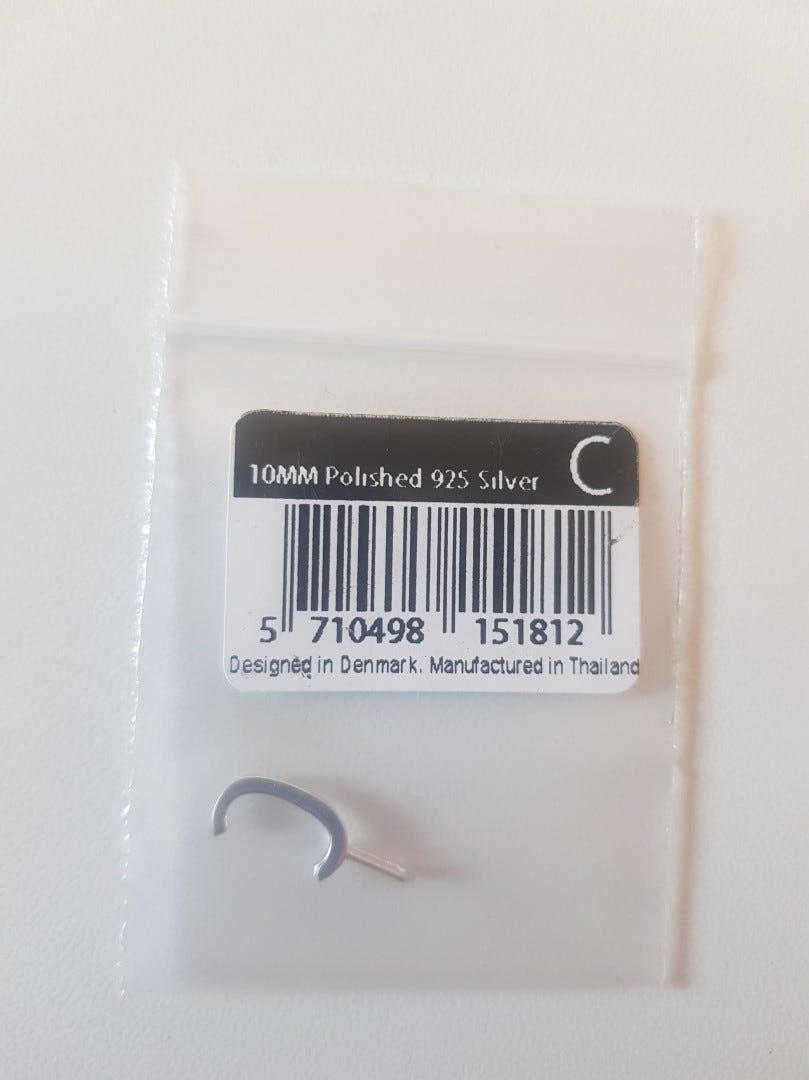 10MM Polished 925 Silver C
5 710498 151812
Designed in Denmark. Manufactured in Thailand